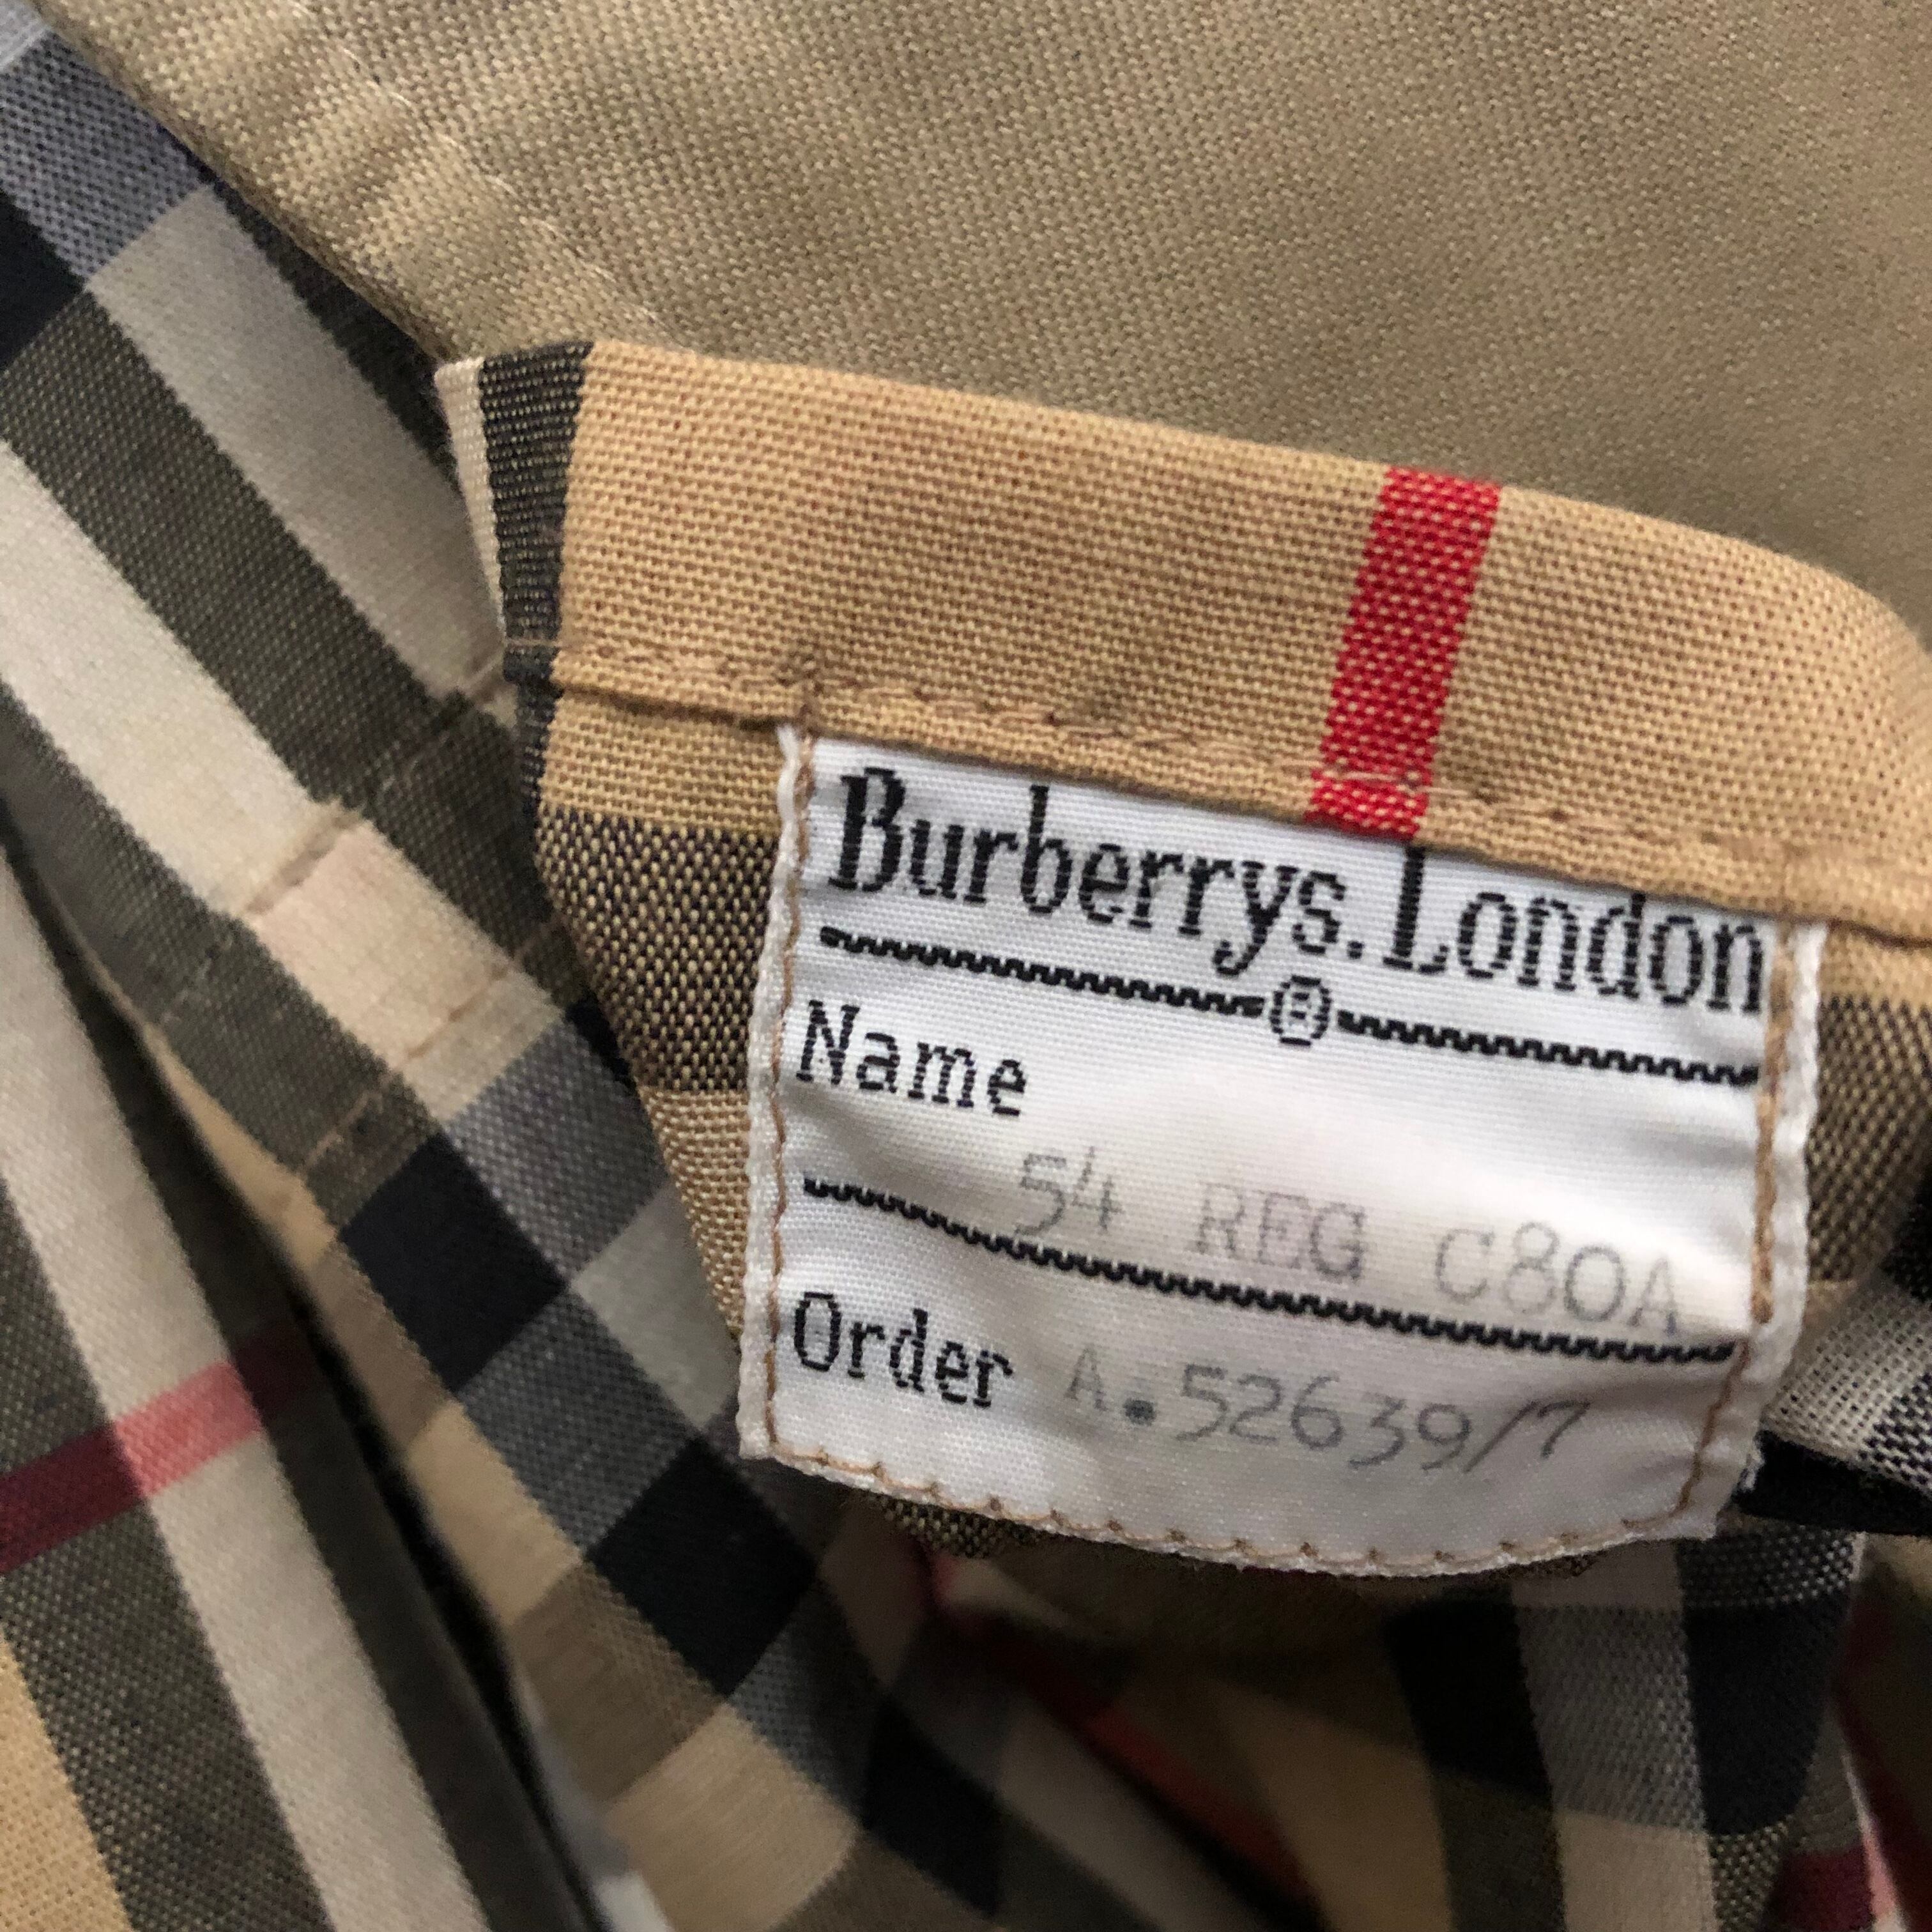 Burberrys. London
®
Name
54 REG C80A
Order A.52639/7